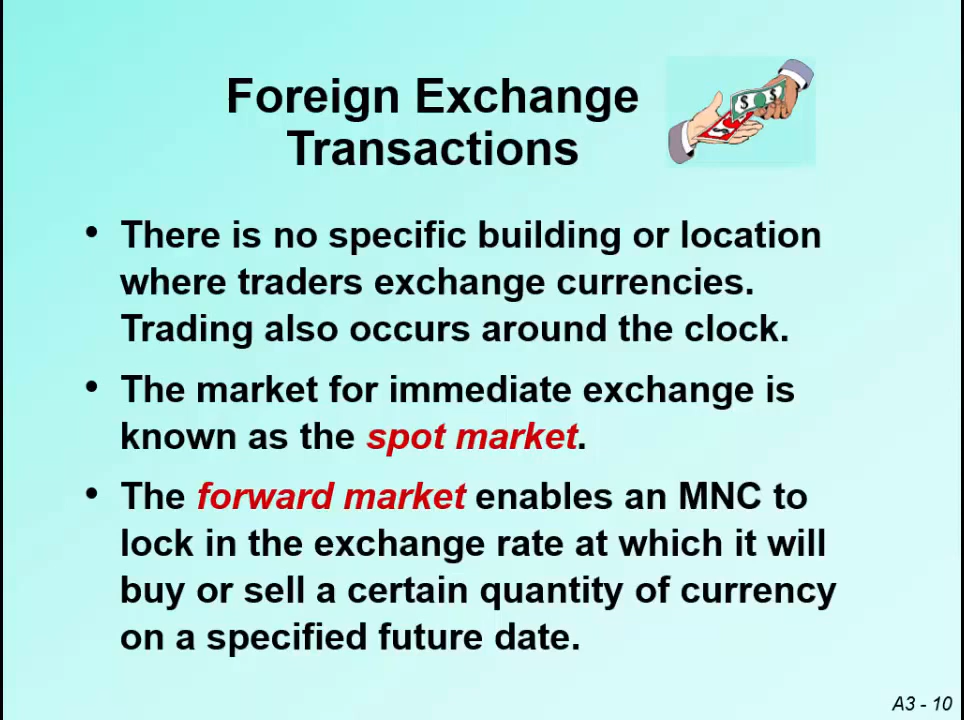 Foreign Exchange
Transactions
$ $
• There is no specific building or location
where traders exchange currencies.
Trading also occurs around the clock.
• The market for immediate exchange is
known as the spot market.
• The forward market enables an MNC to
lock in the exchange rate at which it will
buy or sell a certain quantity of currency
on a specified future date.
A3 - 10